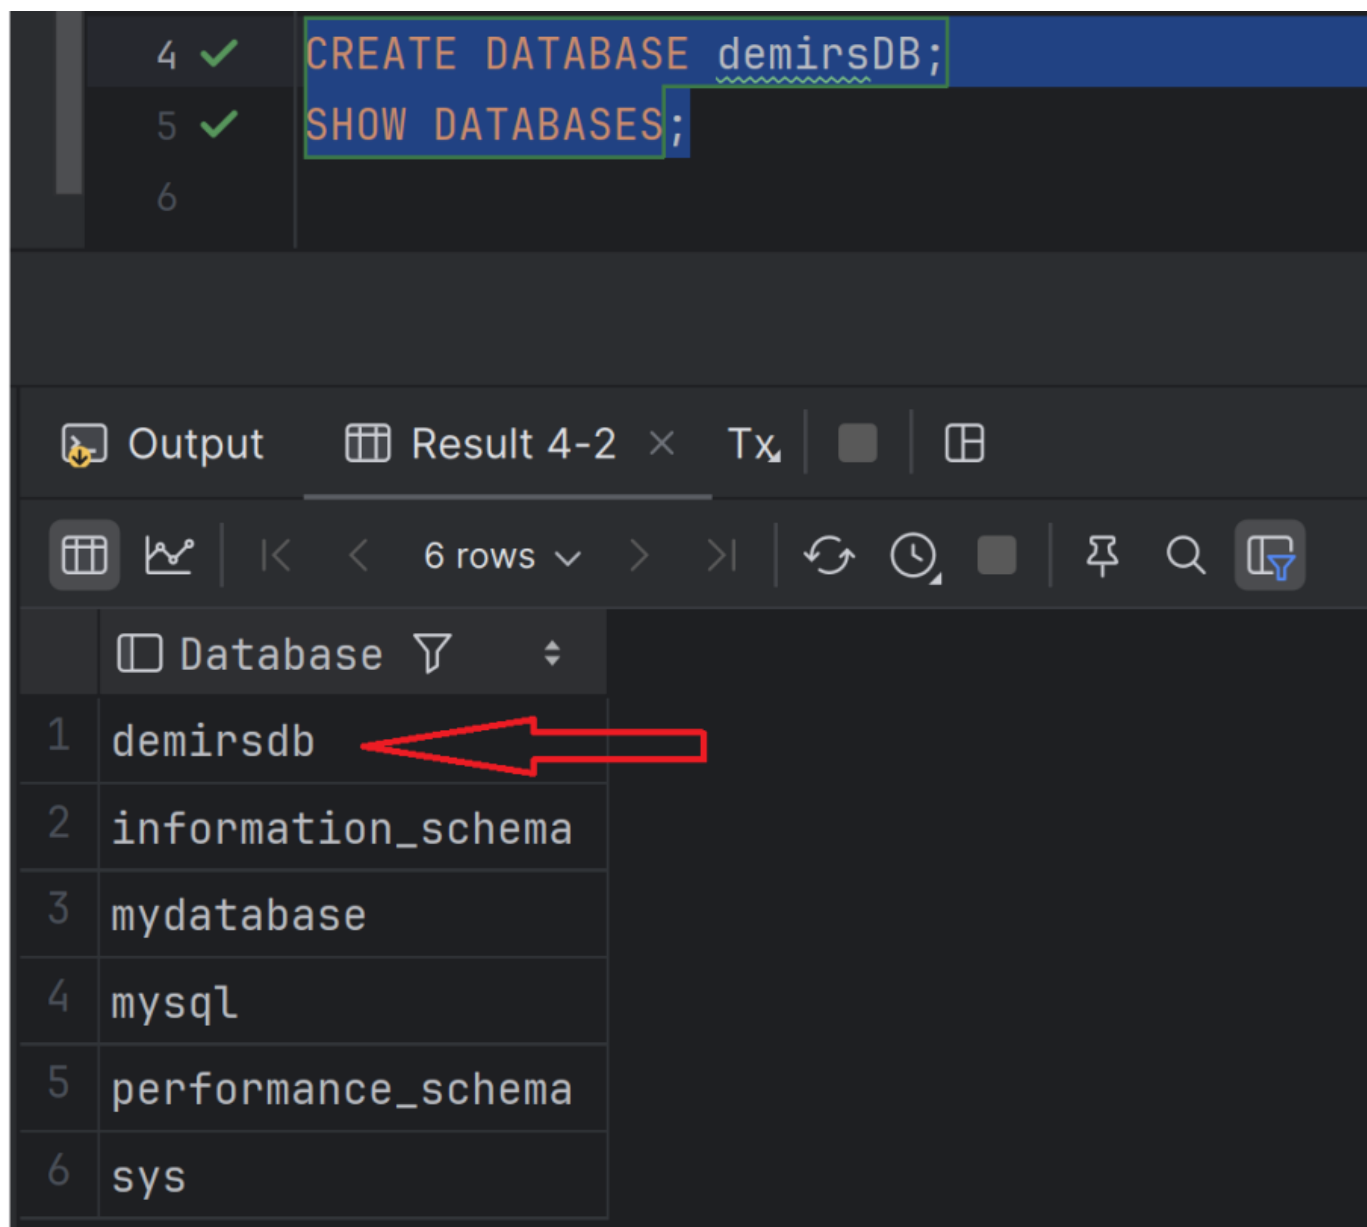 4 CREATE DATABASE demirsDB;
5 SHOW DATABASES;
6
Output Result 4-2 Tx
6 rows
Database
1 demirsdb
2 information_schema
3 mydatabase
4 mysql
5 performance_schema
6 sys